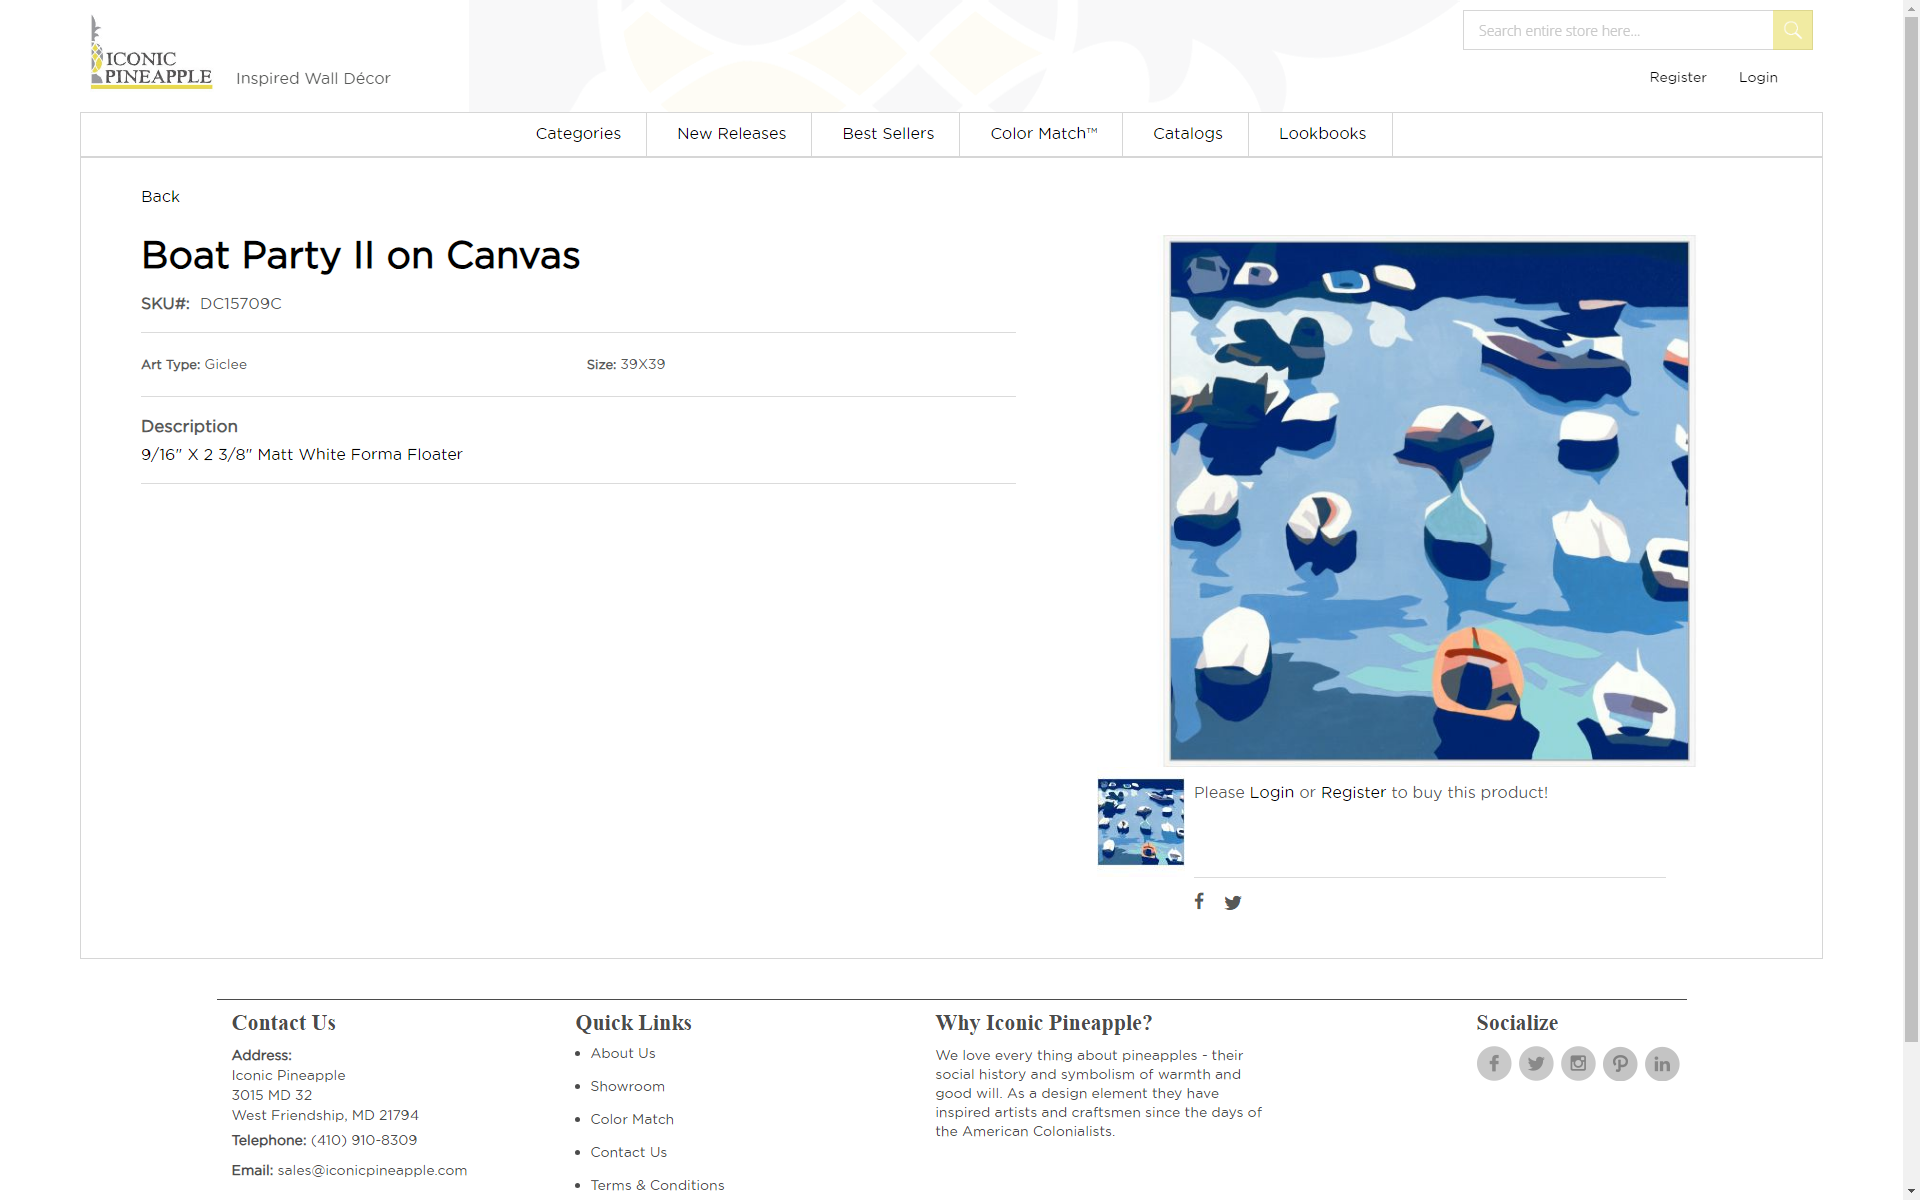 ICONIC
PINEAPPLE
Inspired Wall Décor
Search entire store here...
Register
Login
Categories
New Releases
Best Sellers
Color Match™
Catalogs
Lookbooks
Back
Boat Party II on Canvas
SKU#: DC15709C
Art Type: Giclee
Size: 39X39
Description
9/16" X 2 3/8" Matt White Forma Floater
Please Login or Register to buy this product!
Contact Us
Address:
Iconic Pineapple
3015 MD 32
West Friendship, MD 21794
Telephone: (410) 910-8309
Email: sales@iconicpineapple.com
Quick Links
About Us
Showroom
Color Match
Contact Us
Terms & Conditions
Why Iconic Pineapple?
We love every thing about pineapples - their
social history and symbolism of warmth and
good will. As a design element they have
inspired artists and craftsmen since the days of
the American Colonialists.
Socialize